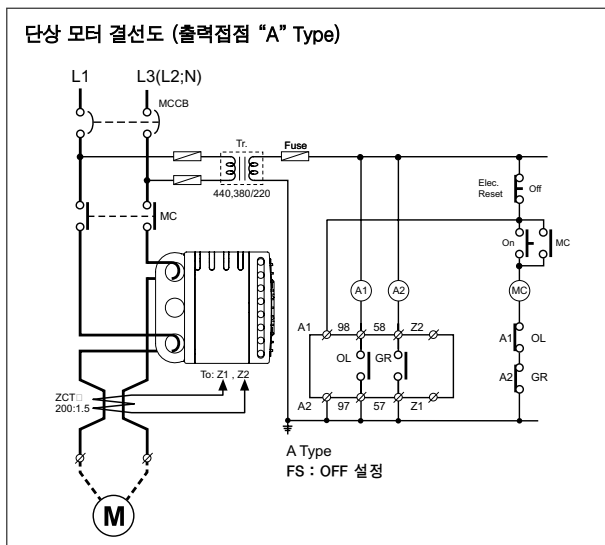 단상 모터 결선도 (출력접점 “A” Type)
L1 L3(L2;N)
MCCB
Tr. Fuse
440,380/220
Elec. Reset Off
MC
On MC
A1 A2 MC
A1 98 58 Z2
A1 OL
OL GR
A2 GR
To: Z1 , Z2
A2 97 57 Z1
ZCT□
200:1.5
A Type
FS : OFF 설정
M